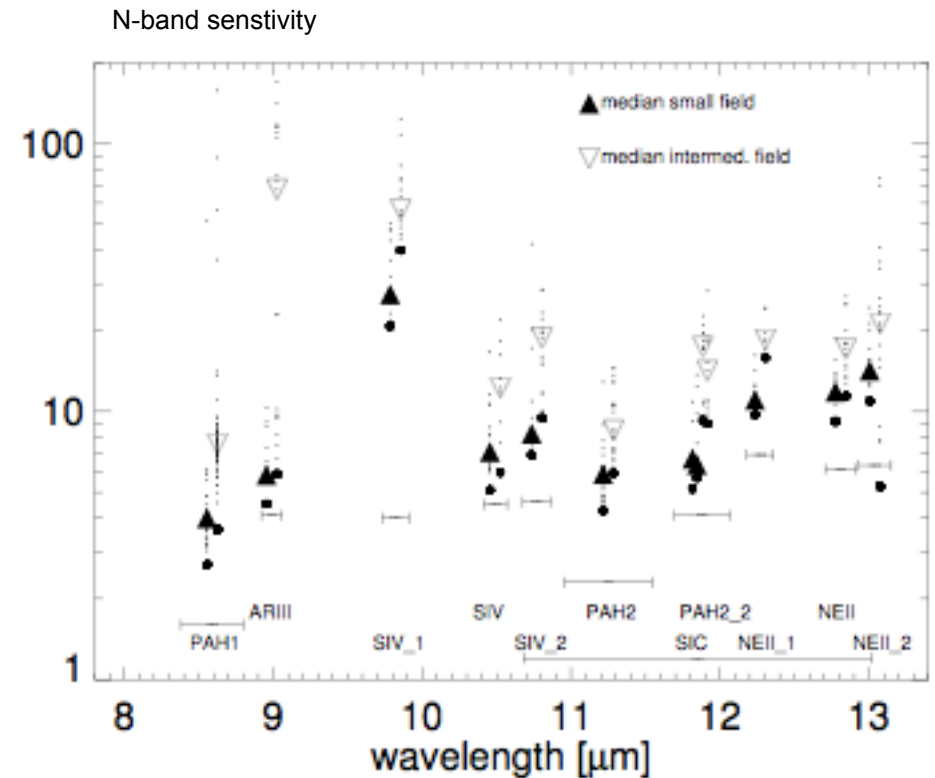 N-band senstivity
▲ median small field
▽ median intermed. field
100
10
1
ARIII SIV PAH2 PAH2_2 NEII
PAH1 SIV_1 SIV_2 SIC NEII_1 NEII_2
8 9 10 11 12 13
wavelength [μm]